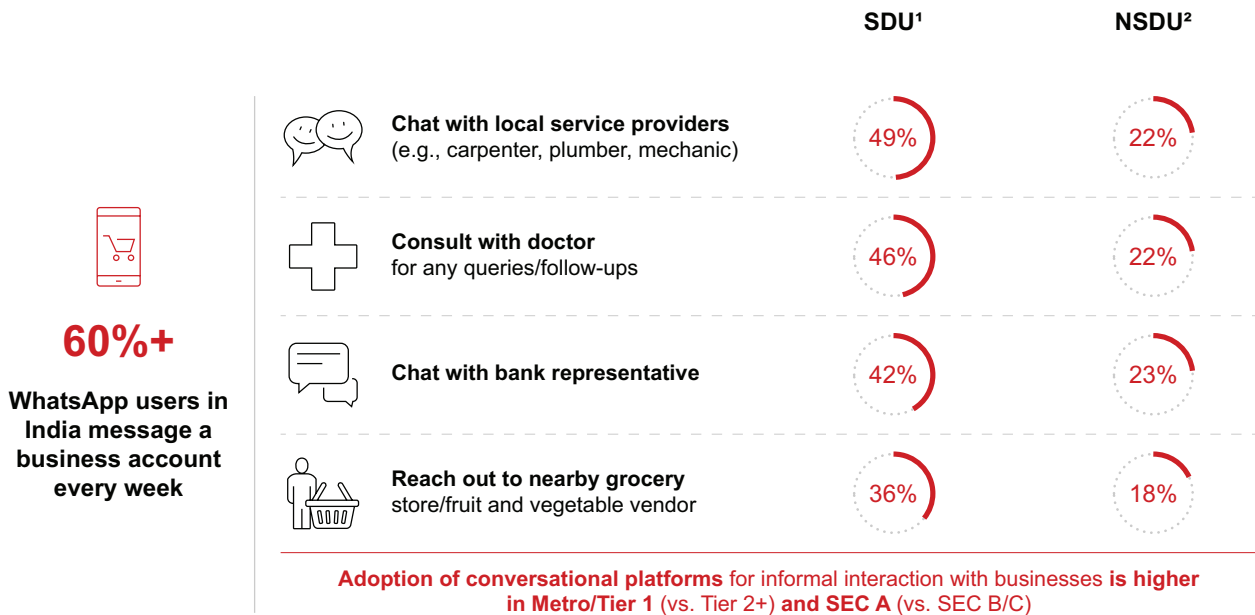 SDU¹ NSDU²
60%+
WhatsApp users in
India message a
business account
every week
Chat with local service providers
(e.g., carpenter, plumber, mechanic)
49% 22%
Consult with doctor
for any queries/follow-ups
46% 22%
Chat with bank representative
42% 23%
Reach out to nearby grocery
store/fruit and vegetable vendor
36% 18%
Adoption of conversational platforms for informal interaction with businesses is higher
in Metro/Tier 1 (vs. Tier 2+) and SEC A (vs. SEC B/C)